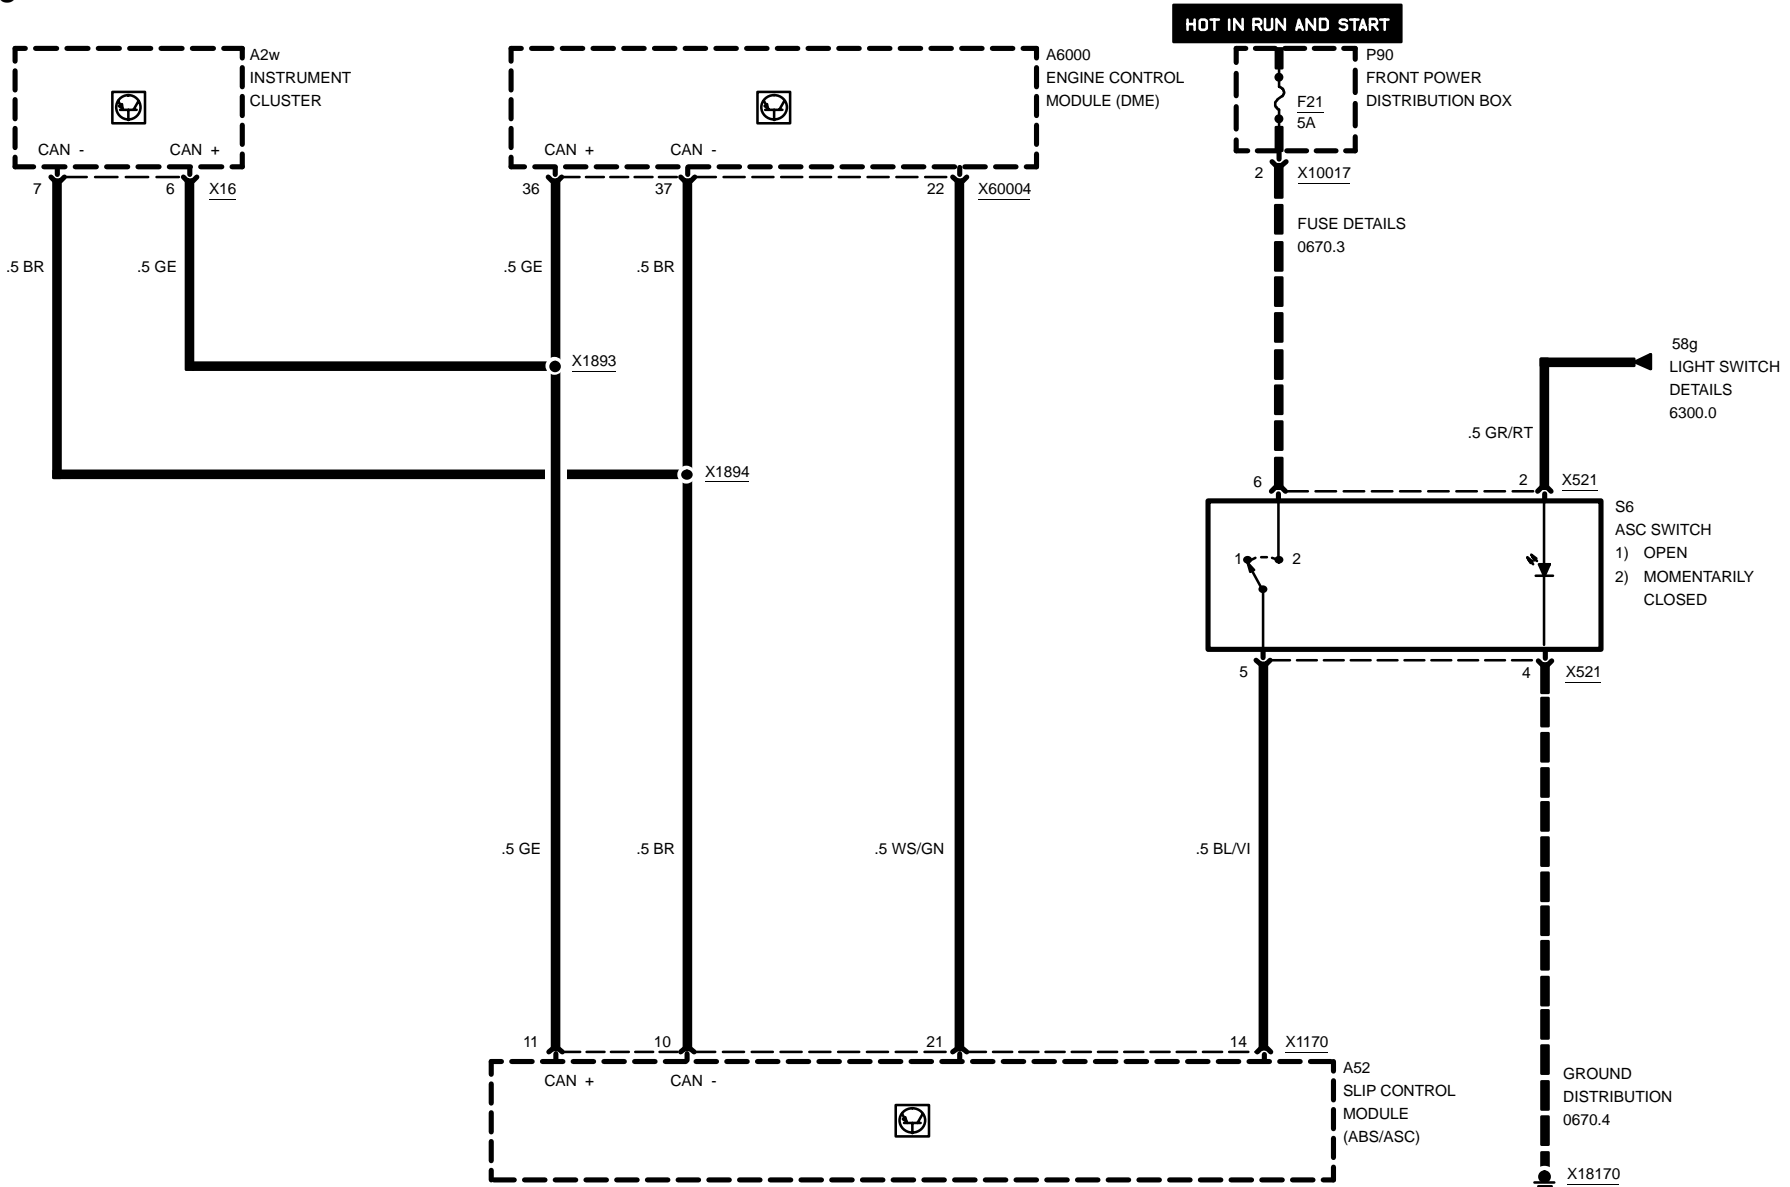 HOT IN RUN AND START
A2w
INSTRUMENT
CLUSTER
CAN -
CAN +
7
6
X16
A6000
ENGINE CONTROL
MODULE (DME)
CAN +
CAN -
36
37
22
X60004
P90
FRONT POWER
DISTRIBUTION BOX
F21
5A
2
X10017
FUSE DETAILS
0670.3
.5 BR
.5 GE
.5 GE
.5 BR
X1893
X1894
58g
LIGHT SWITCH
DETAILS
6300.0
.5 GR/RT
6
2
X521
S6
ASC SWITCH
1) OPEN
2) MOMENTARILY
CLOSED
1
2
5
4
X521
.5 GE
.5 BR
.5 WS/GN
.5 BL/VI
11
10
21
14
X1170
CAN +
CAN -
A52
SLIP CONTROL
MODULE
(ABS/ASC)
GROUND
DISTRIBUTION
0670.4
X18170